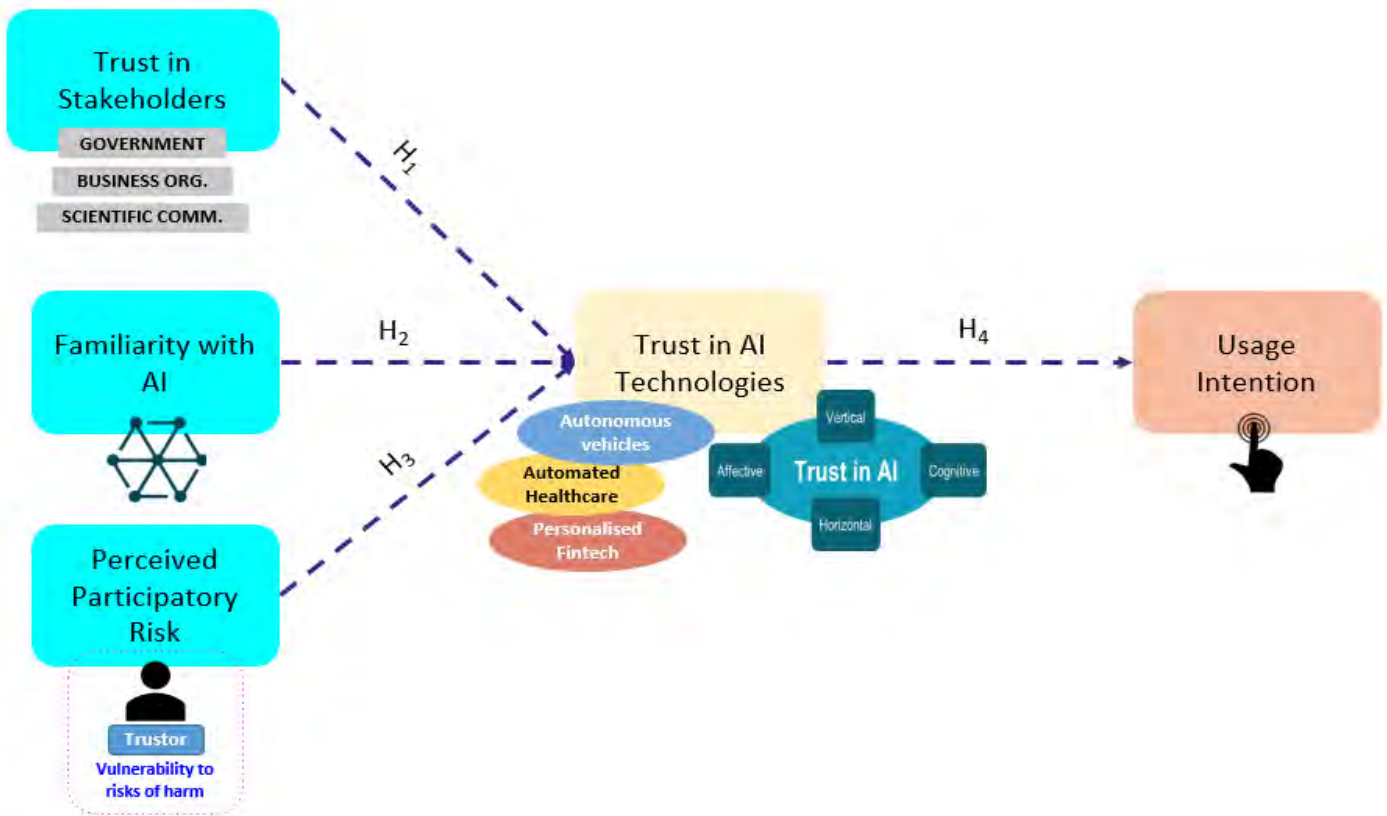 Trust in
Stakeholders
GOVERNMENT
BUSINESS ORG.
SCIENTIFIC COMM.
H₁
Familiarity with
AI
H₂
Perceived
Participatory
Risk
H₃
Trustor
Vulnerability to
risks of harm
Trust in AI
Technologies
Autonomous
vehicles
Automated
Healthcare
Personalised
Fintech
Vertical
Affective
Trust in AI
Cognitive
Horizontal
H₄
Usage
Intention